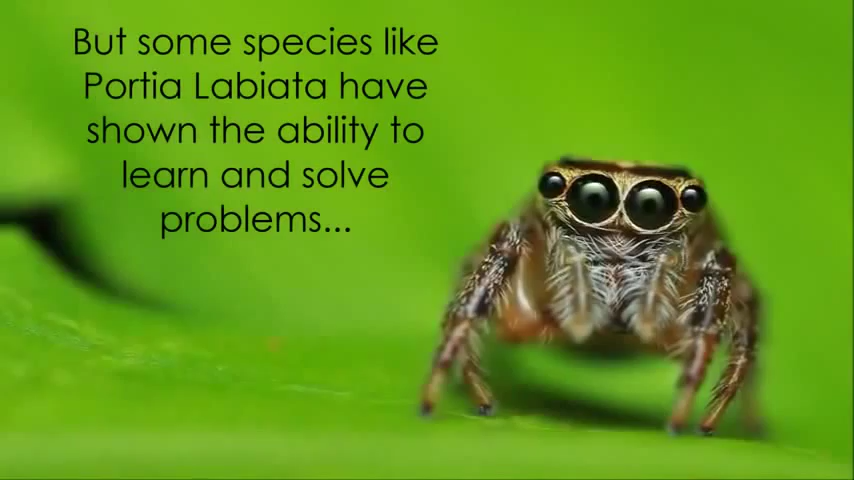 But some species like
Portia Labiata have
shown the ability to
learn and solve
problems...